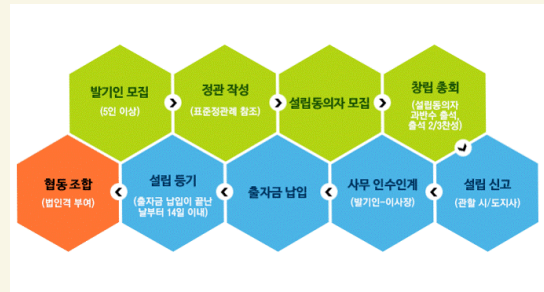 발기인 모집
(5인 이상)
정관 작성
(표준정관례 참조)
설립동의자 모집
창립 총회
(설립동의자
과반수 출석,
출석 2/3찬성)
설립 신고
(관할 시/도지사)
사무 인수인계
(발기인-이사장)
출자금 납입
설립 등기
(출자금 납입이 끝난
날부터 14일 이내)
협동 조합
(법인격 부여)